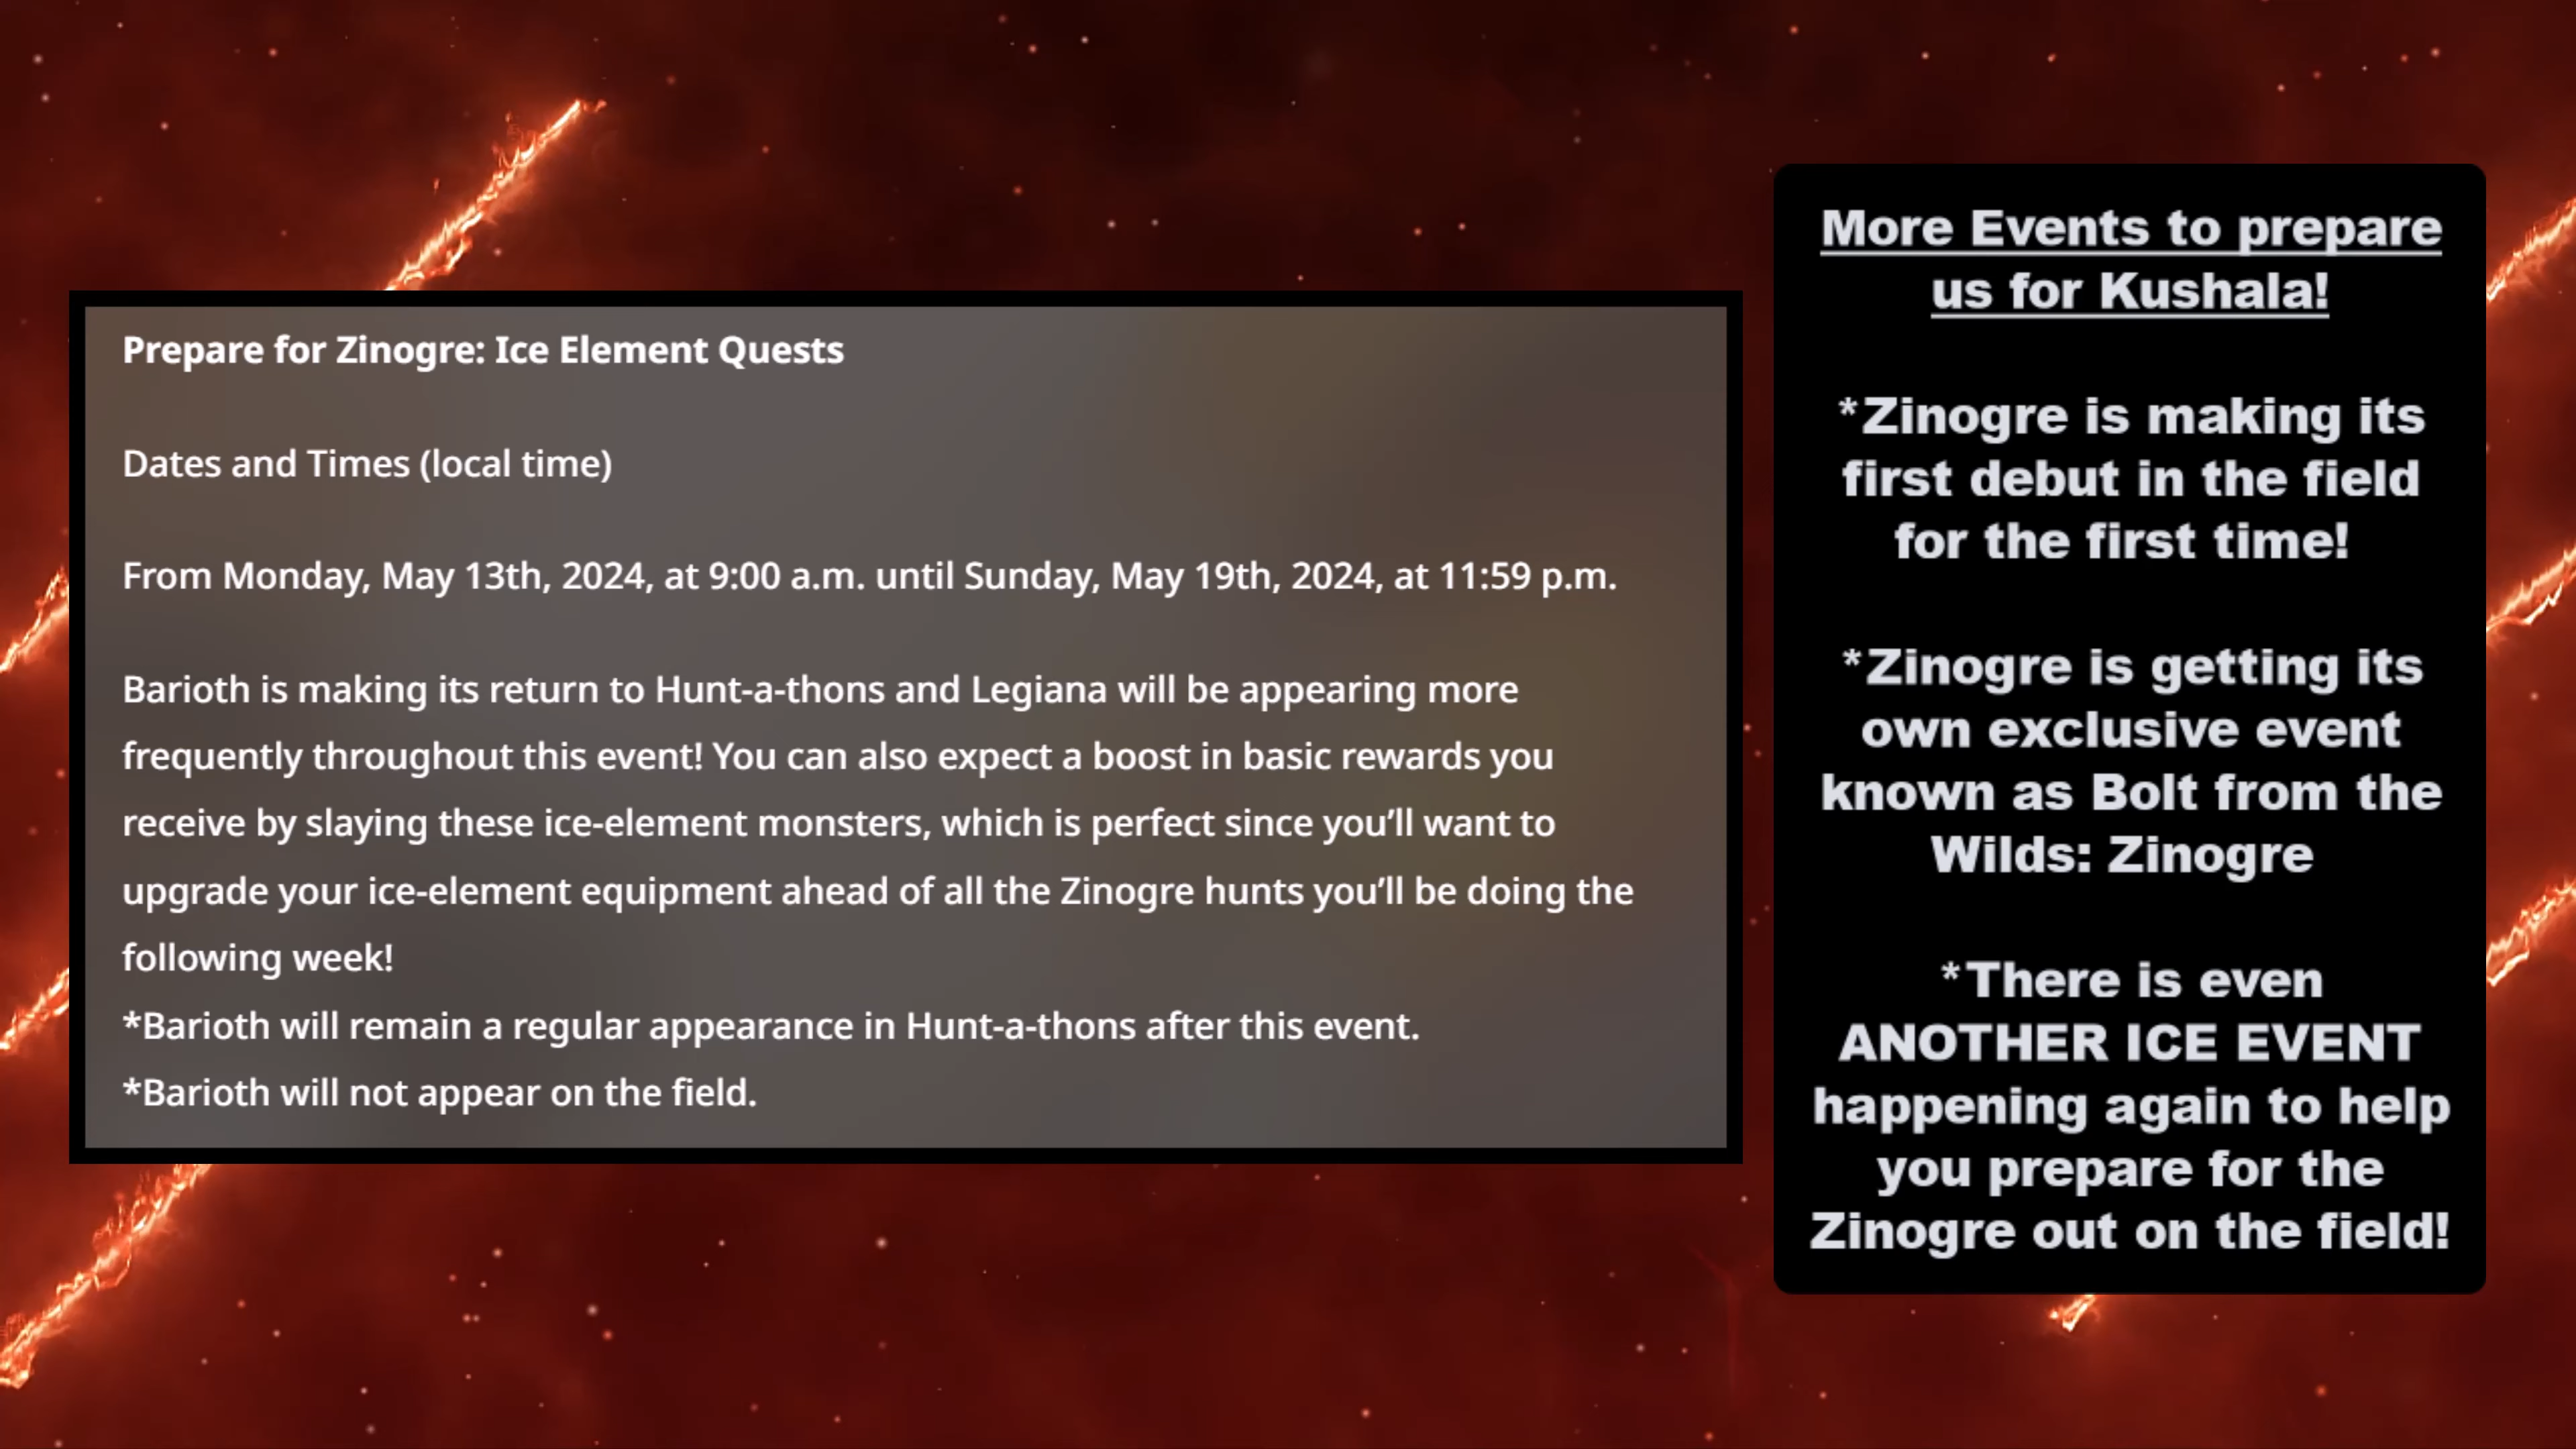 Prepare for Zinogre: Ice Element Quests
Dates and Times (local time)
From Monday, May 13th, 2024, at 9:00 a.m. until Sunday, May 19th, 2024, at 11:59 p.m.
Barioth is making its return to Hunt-a-thons and Legiana will be appearing more
frequently throughout this event! You can also expect a boost in basic rewards you
receive by slaying these ice-element monsters, which is perfect since you’ll want to
upgrade your ice-element equipment ahead of all the Zinogre hunts you’ll be doing the
following week!
*Barioth will remain a regular appearance in Hunt-a-thons after this event.
*Barioth will not appear on the field.
More Events to prepare
us for Kushala!
*Zinogre is making its
first debut in the field
for the first time!
*Zinogre is getting its
own exclusive event
known as Bolt from the
Wilds: Zinogre
*There is even
ANOTHER ICE EVENT
happening again to help
you prepare for the
Zinogre out on the field!